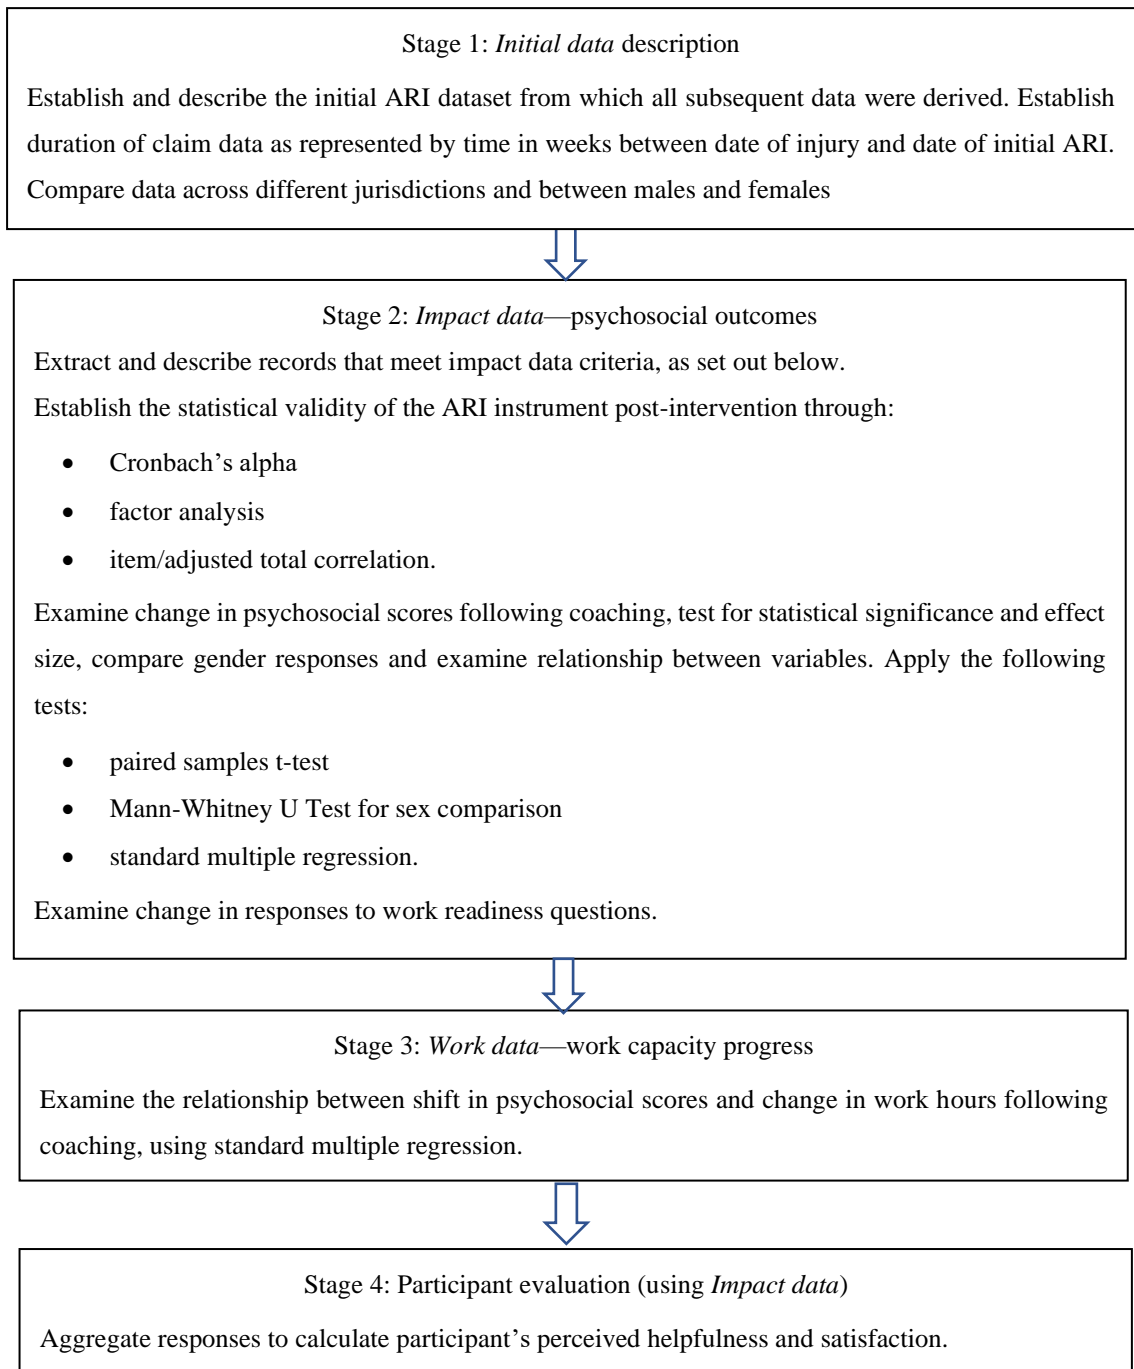 Stage 1: Initial data description
Establish and describe the initial ARI dataset from which all subsequent data were derived. Establish
duration of claim data as represented by time in weeks between date of injury and date of initial ARI.
Compare data across different jurisdictions and between males and females
Stage 2: Impact data—psychosocial outcomes
Extract and describe records that meet impact data criteria, as set out below.
Establish the statistical validity of the ARI instrument post-intervention through:
• Cronbach’s alpha
• factor analysis
• item/adjusted total correlation.
Examine change in psychosocial scores following coaching, test for statistical significance and effect
size, compare gender responses and examine relationship between variables. Apply the following
tests:
• paired samples t-test
• Mann-Whitney U Test for sex comparison
• standard multiple regression.
Examine change in responses to work readiness questions.
Stage 3: Work data—work capacity progress
Examine the relationship between shift in psychosocial scores and change in work hours following
coaching, using standard multiple regression.
Stage 4: Participant evaluation (using Impact data)
Aggregate responses to calculate participant’s perceived helpfulness and satisfaction.